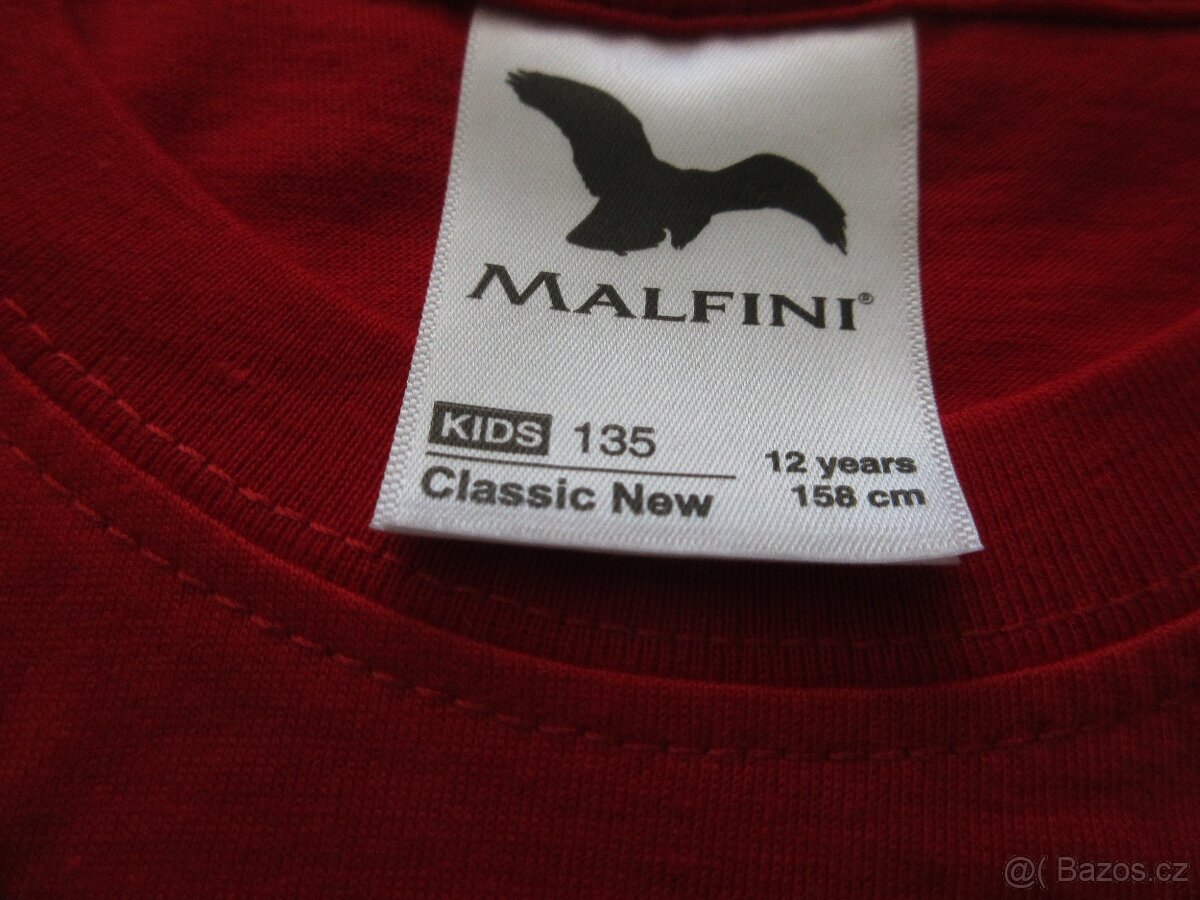 MALFINI®
KIDS 135
Classic New
12 years
158 cm
@( Bazos.cz